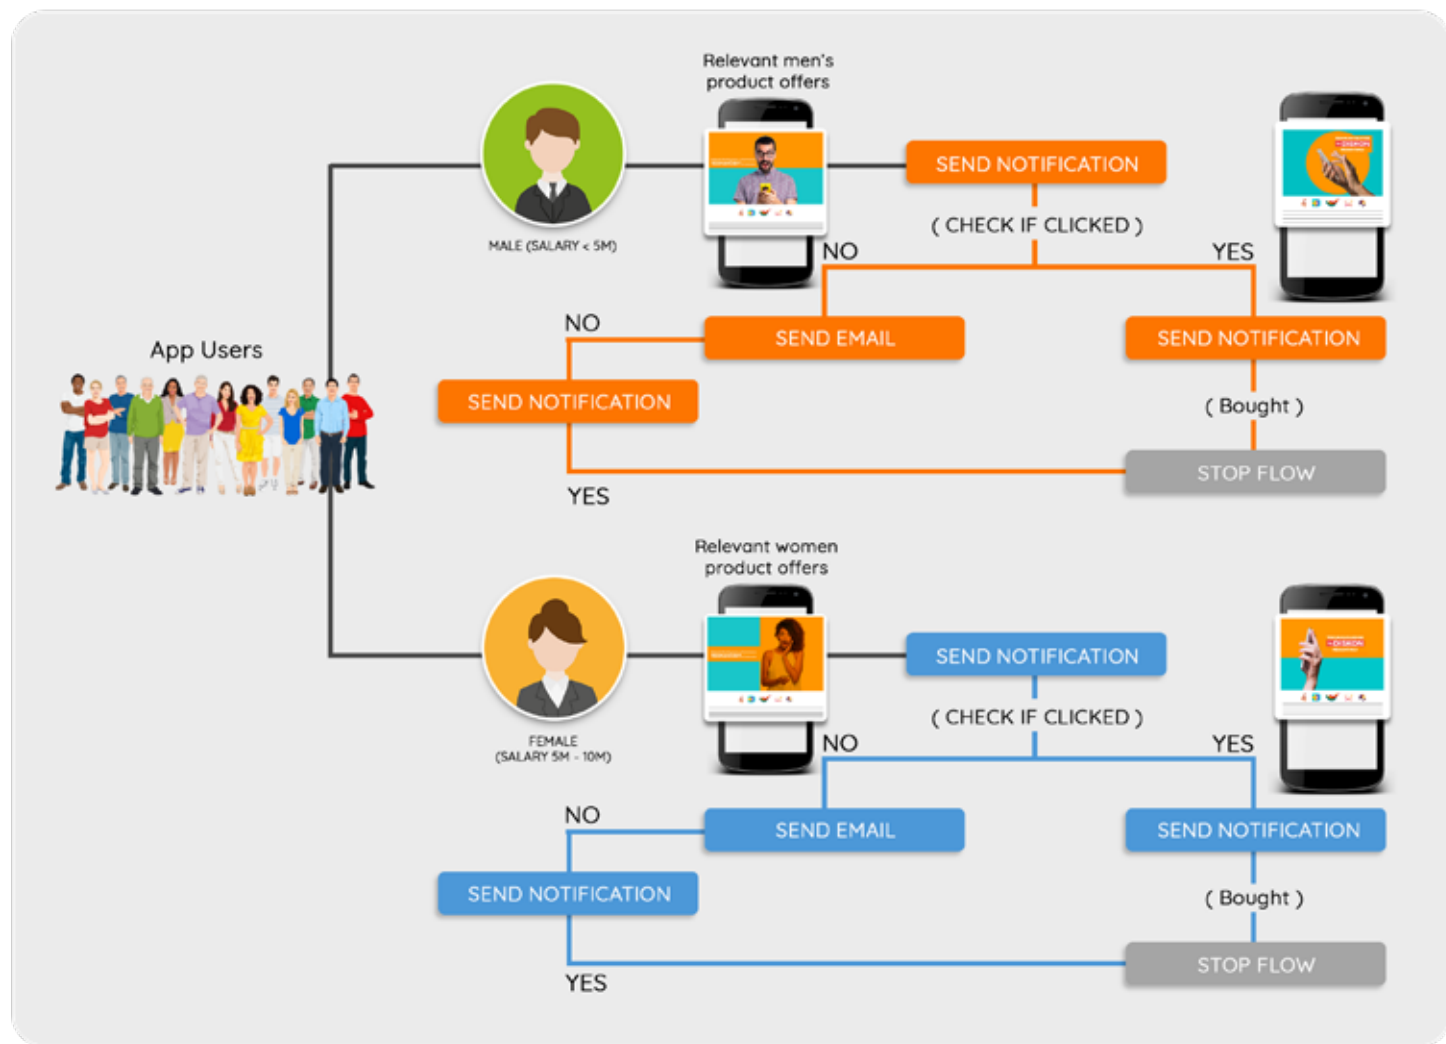 Relevant men's
product offers
SEND NOTIFICATION
( CHECK IF CLICKED )
MALE (SALARY < 5M)
NO
YES
NO
SEND EMAIL
SEND NOTIFICATION
App Users
SEND NOTIFICATION
( Bought )
STOP FLOW
YES
Relevant women
product offers
SEND NOTIFICATION
( CHECK IF CLICKED )
FEMALE
(SALARY 5M - 10M)
NO
YES
NO
SEND EMAIL
SEND NOTIFICATION
SEND NOTIFICATION
( Bought )
STOP FLOW
YES
DISKON
DISKON